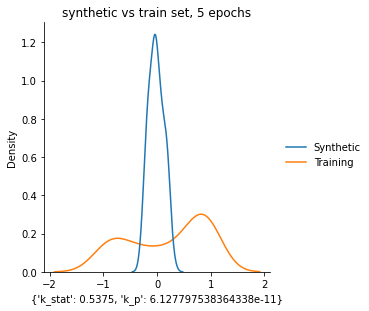 synthetic vs train set, 5 epochs
1.2
1.0
0.8
0.6
0.4
0.2
0.0
Density
−2
−1
0
1
2
{'k_stat': 0.5375, 'k_p': 6.127797538364338e-11}
Synthetic
Training